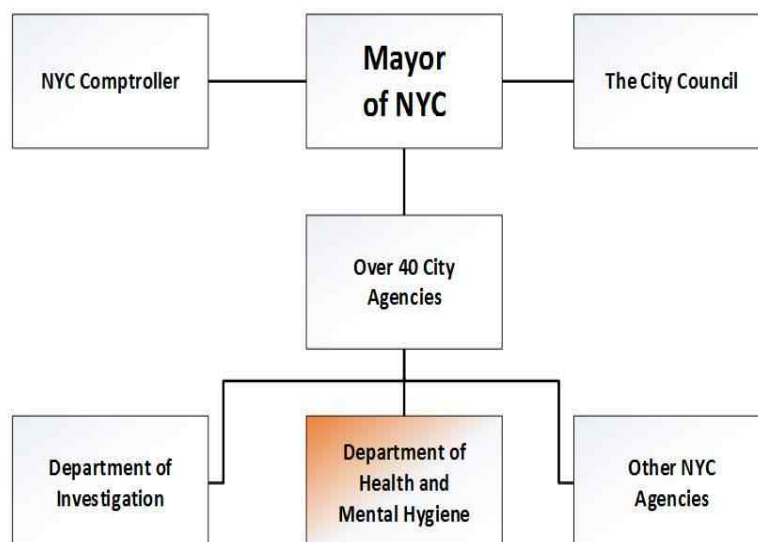 NYC Comptroller
Mayor
of NYC
The City Council
Over 40 City
Agencies
Department of
Investigation
Department of
Health and
Mental Hygiene
Other NYC
Agencies